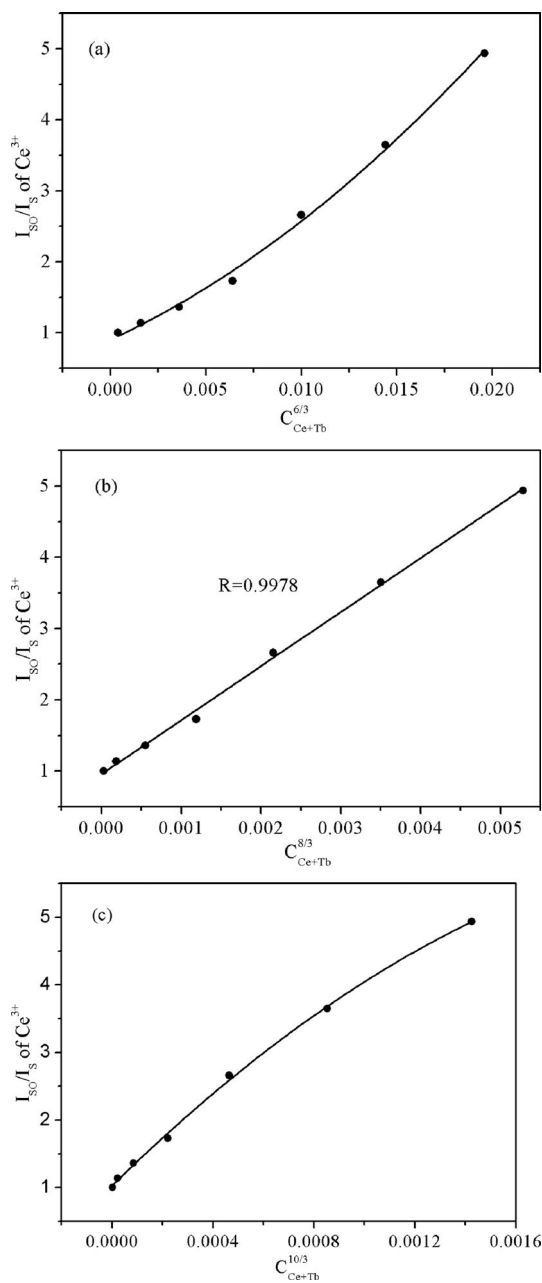 (a)
5
4
3
2
1
I_SO/I_S of Ce³⁺
0.000 0.005 0.010 0.015 0.020
C^{6/3}_{Ce+Tb}
(b)
5
4
3
2
1
I_SO/I_S of Ce³⁺
R=0.9978
0.000 0.001 0.002 0.003 0.004 0.005
C^{8/3}_{Ce+Tb}
(c)
5
4
3
2
1
I_SO/I_S of Ce³⁺
0.0000 0.0004 0.0008 0.0012 0.0016
C^{10/3}_{Ce+Tb}